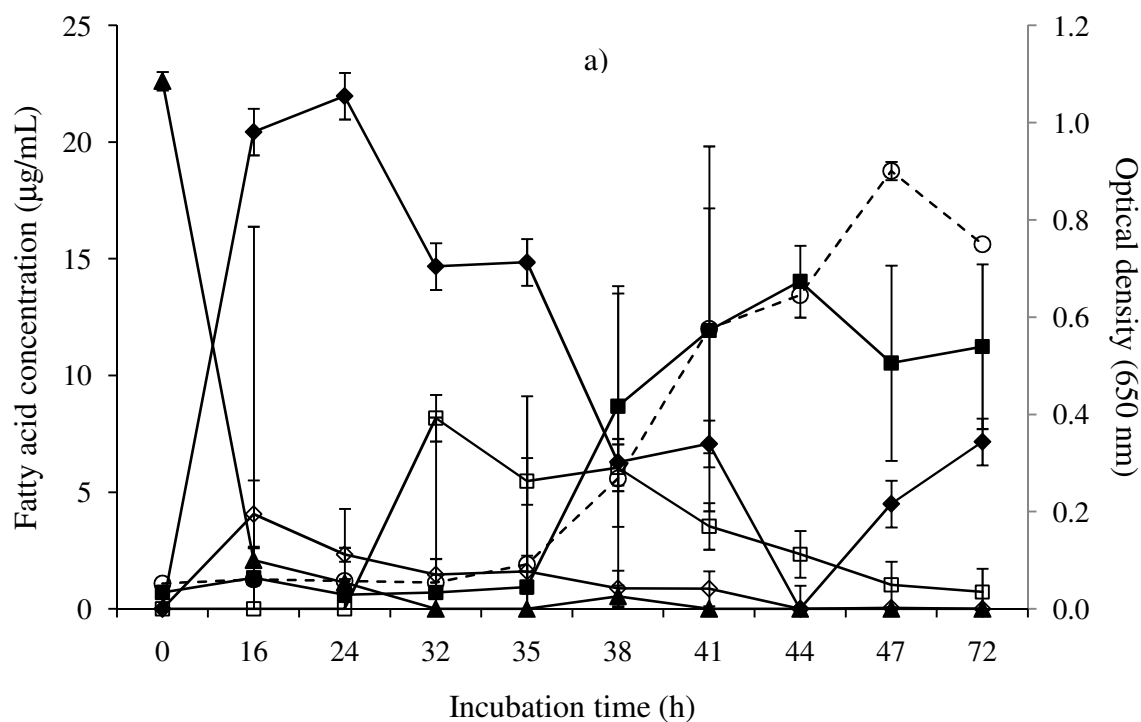 a)
Fatty acid concentration (µg/mL)
25
20
15
10
5
0
1.2
1.0
0.8
0.6
0.4
0.2
0.0
Optical density (650 nm)
0 16 24 32 35 38 41 44 47 72
Incubation time (h)